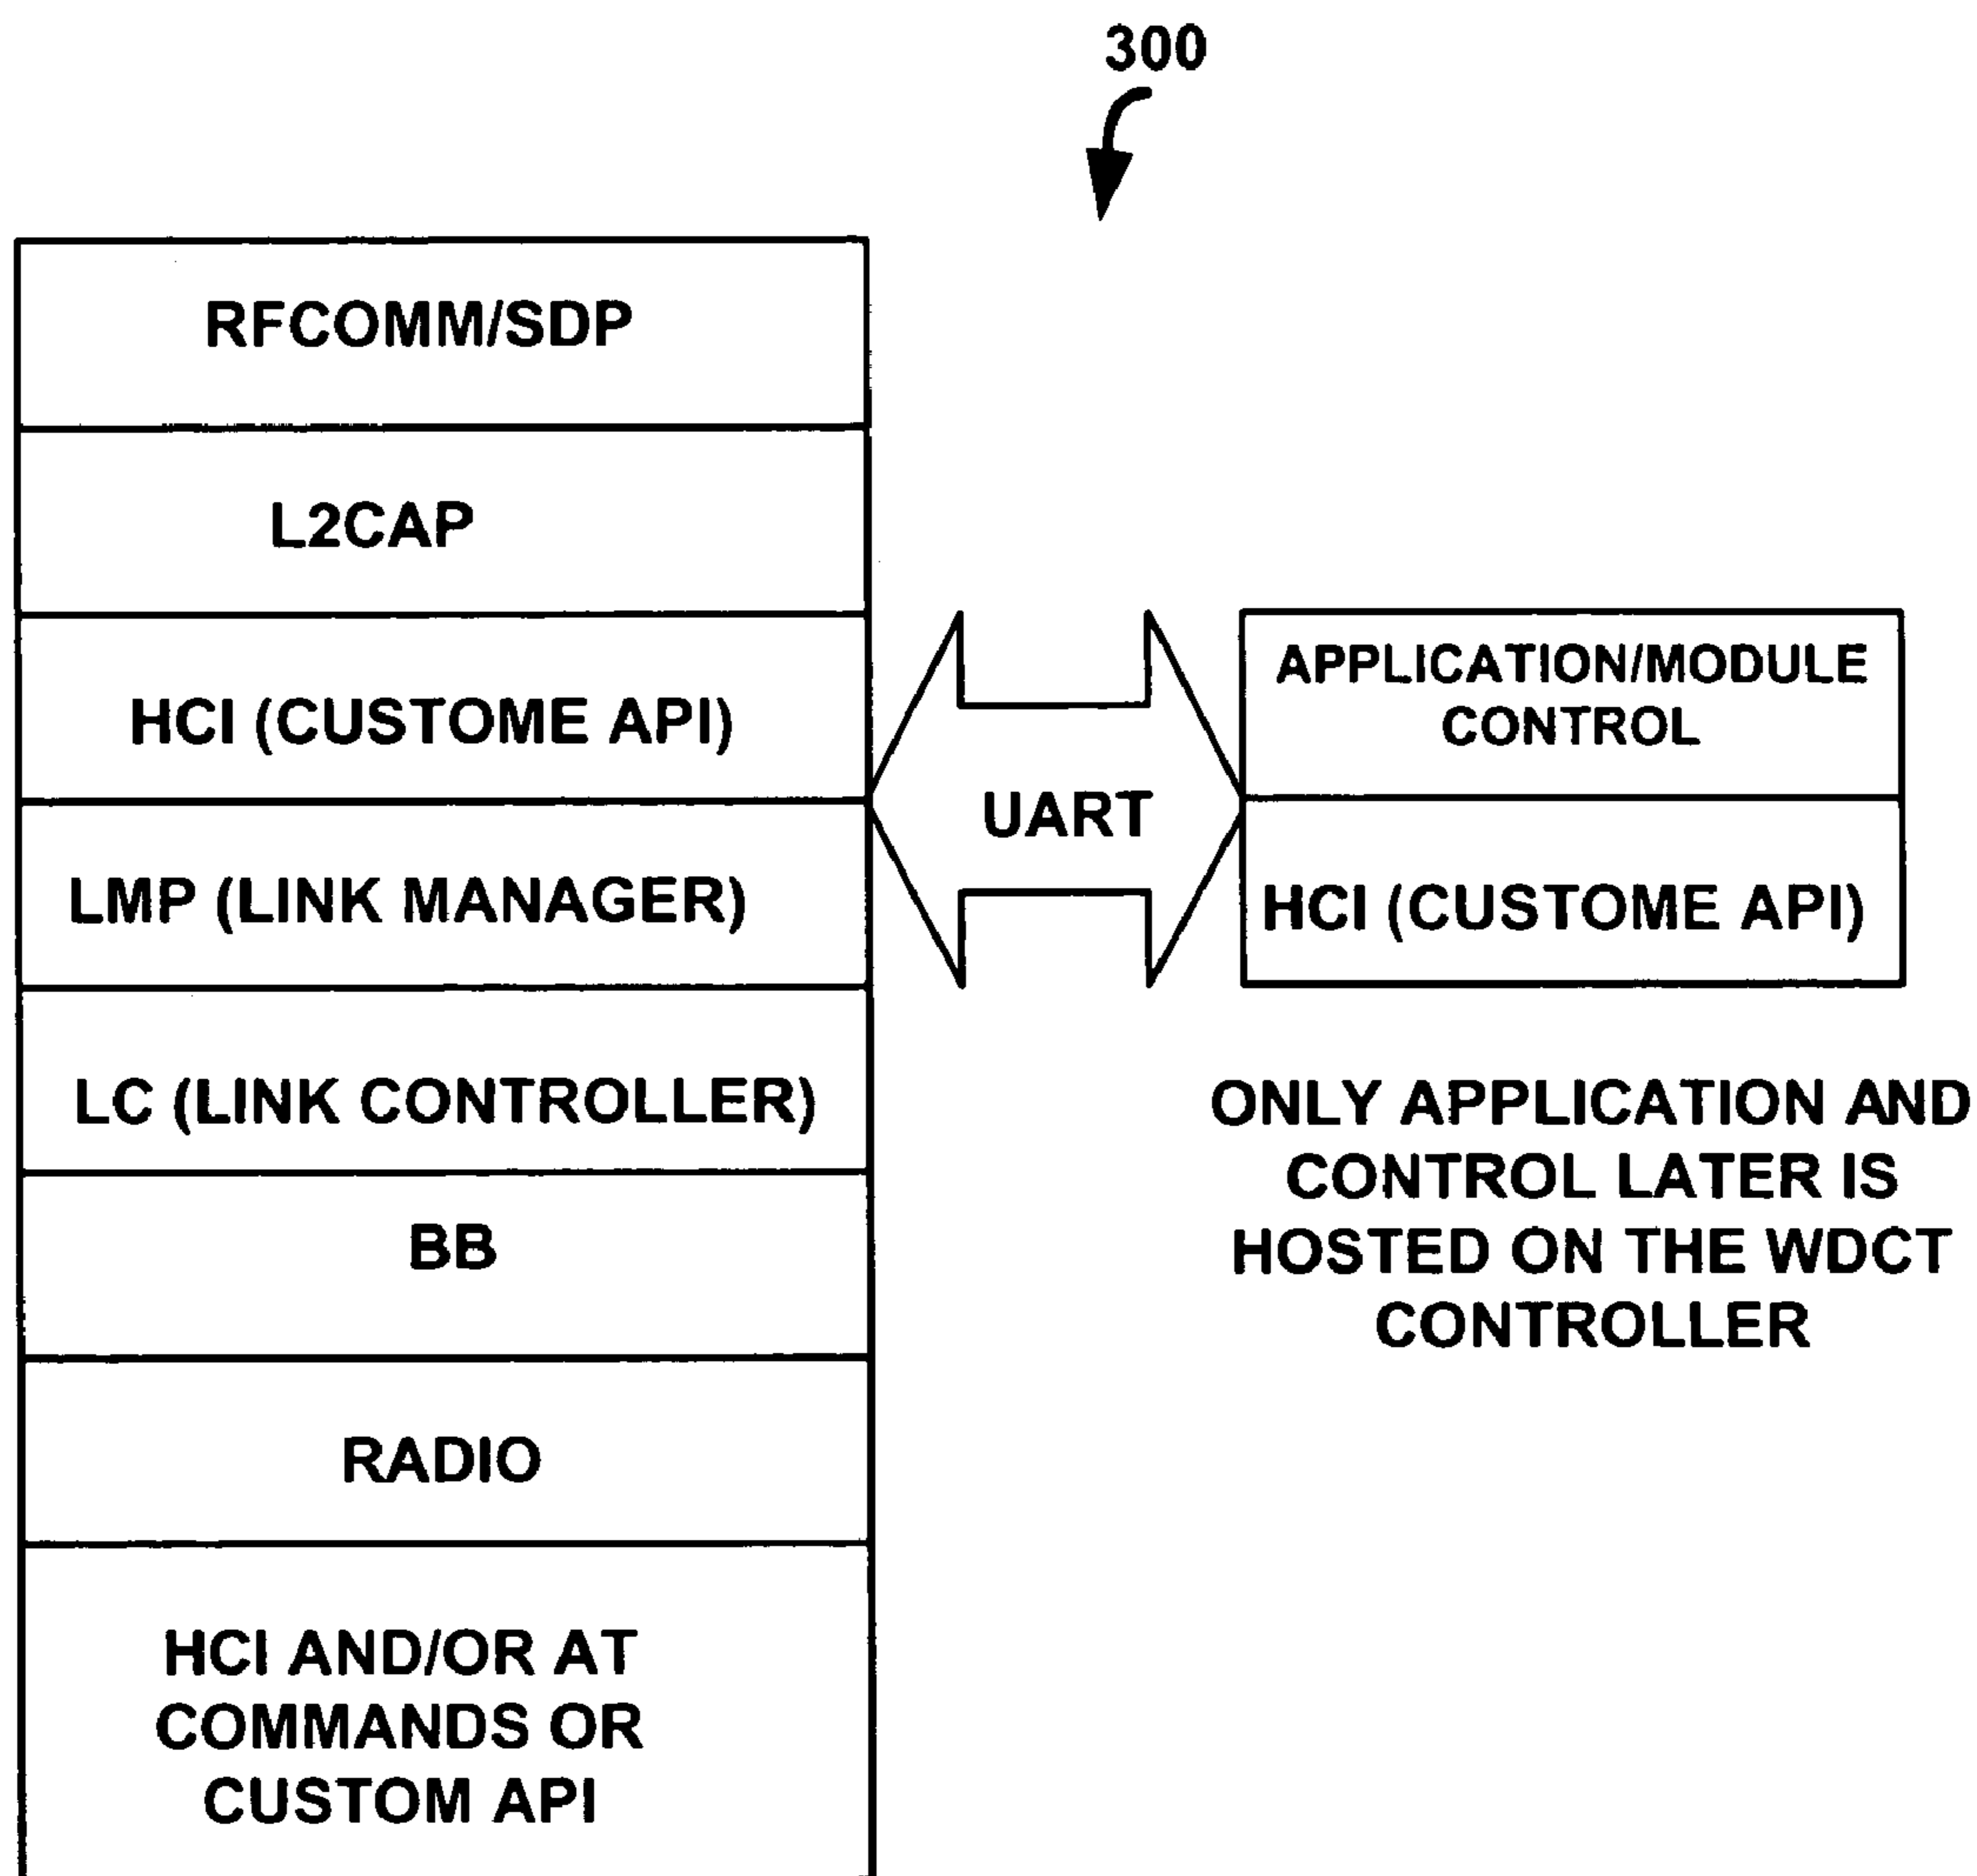 300
RFCOMM/SDP
L2CAP
HCI (CUSTOME API)
LMP (LINK MANAGER)
LC (LINK CONTROLLER)
BB
RADIO
HCI AND/OR AT
COMMANDS OR
CUSTOM API
UART
APPLICATION/MODULE
CONTROL
HCI (CUSTOME API)
ONLY APPLICATION AND
CONTROL LATER IS
HOSTED ON THE WDCT
CONTROLLER